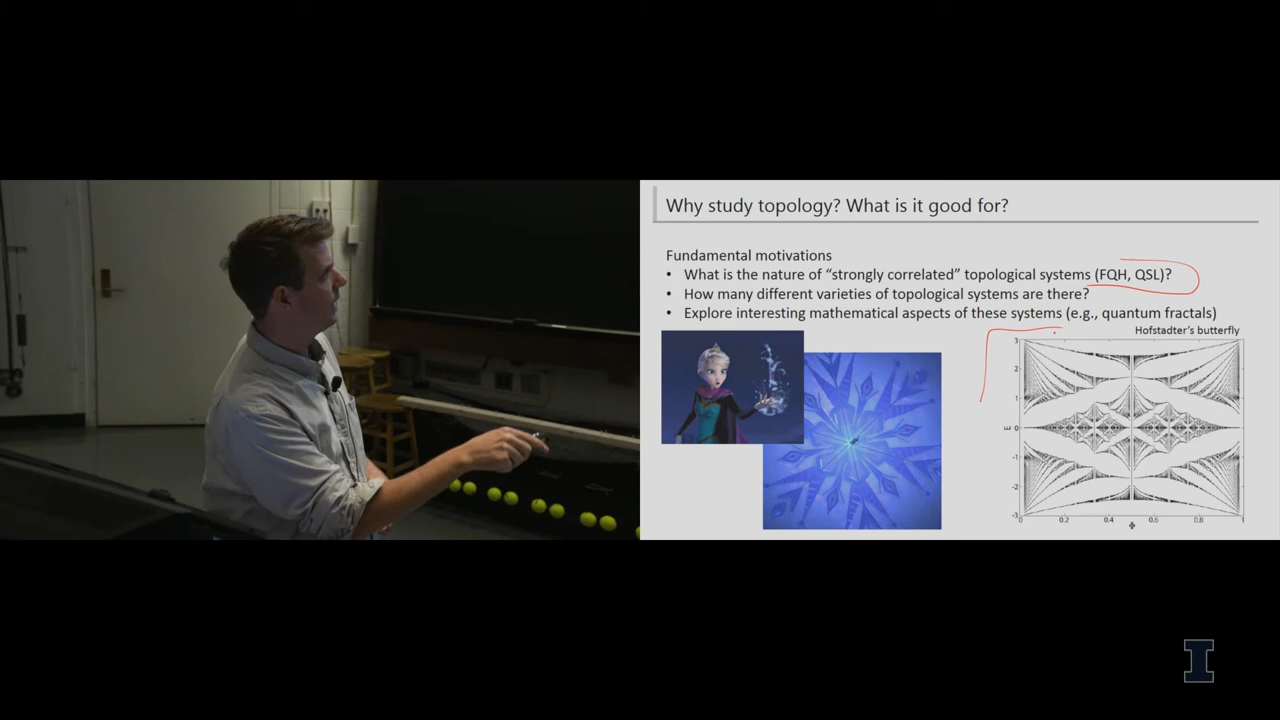 Why study topology? What is it good for?
Fundamental motivations
• What is the nature of “strongly correlated” topological systems (FQH, QSL)?
• How many different varieties of topological systems are there?
• Explore interesting mathematical aspects of these systems (e.g., quantum fractals)
Hofstadter's butterfly
3
2
1
0
-1
-2
-3
E
0 0.2 0.4 0.6 0.8 1
Φ
I